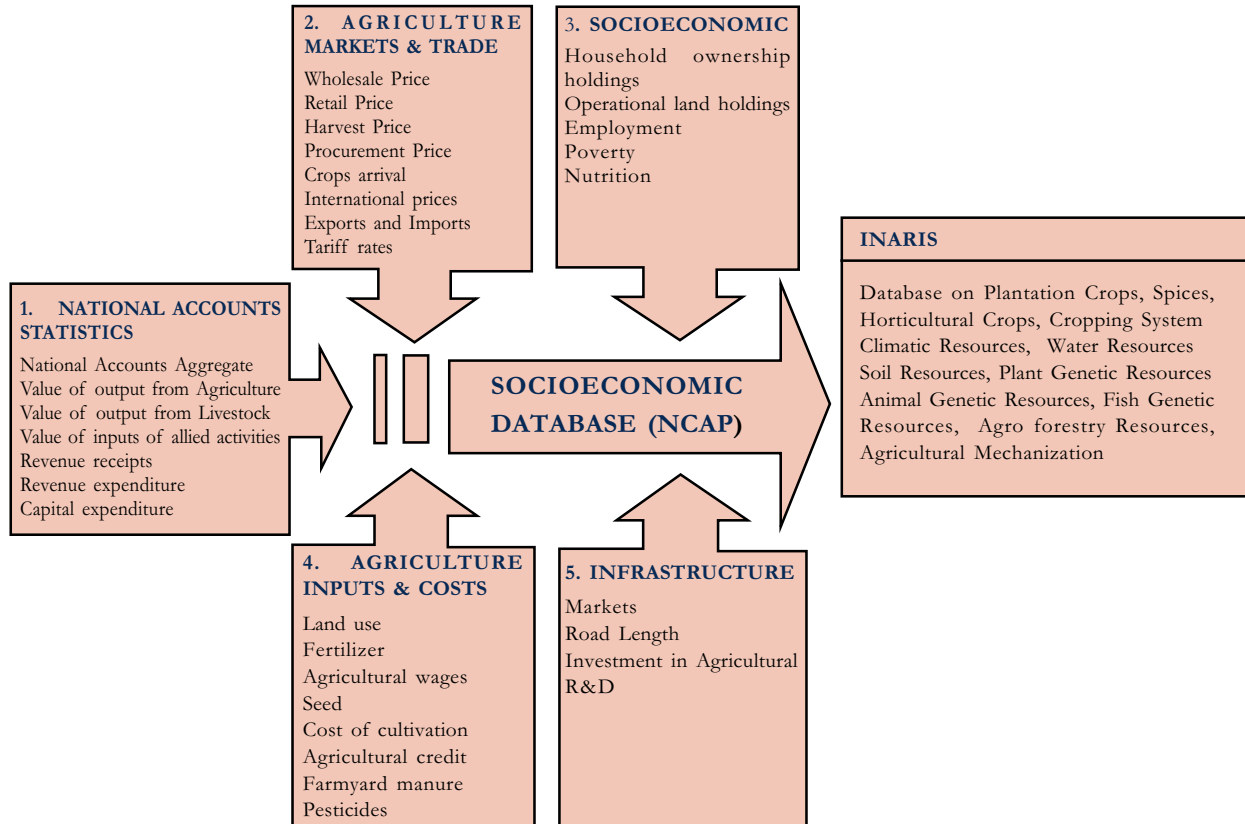 2. AGRICULTURE
MARKETS & TRADE
Wholesale Price
Retail Price
Harvest Price
Procurement Price
Crops arrival
International prices
Exports and Imports
Tariff rates
3. SOCIOECONOMIC
Household ownership
holdings
Operational land holdings
Employment
Poverty
Nutrition
1. NATIONAL ACCOUNTS
STATISTICS
National Accounts Aggregate
Value of output from Agriculture
Value of output from Livestock
Value of inputs of allied activities
Revenue receipts
Revenue expenditure
Capital expenditure
SOCIOECONOMIC
DATABASE (NCAP)
INARIS
Database on Plantation Crops, Spices,
Horticultural Crops, Cropping System
Climatic Resources, Water Resources
Soil Resources, Plant Genetic Resources
Animal Genetic Resources, Fish Genetic
Resources, Agro forestry Resources,
Agricultural Mechanization
4. AGRICULTURE
INPUTS & COSTS
Land use
Fertilizer
Agricultural wages
Seed
Cost of cultivation
Agricultural credit
Farmyard manure
Pesticides
5. INFRASTRUCTURE
Markets
Road Length
Investment in Agricultural
R&D